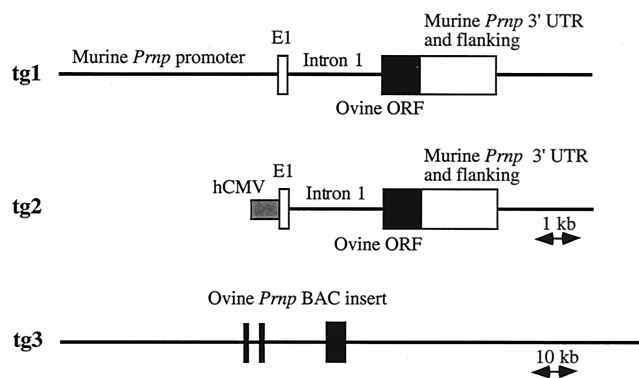 Murine Prnp 3' UTR
and flanking
E1
Murine Prnp promoter
Intron 1
tg1
Ovine ORF
Murine Prnp 3' UTR
and flanking
E1
hCMV
Intron 1
tg2
1 kb
Ovine ORF
Ovine Prnp BAC insert
tg3
10 kb